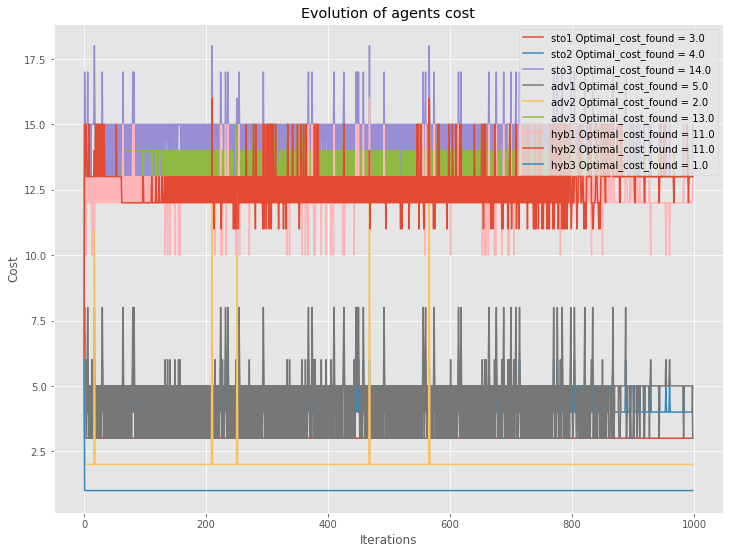 Evolution of agents cost
sto1 Optimal_cost_found = 3.0
sto2 Optimal_cost_found = 4.0
sto3 Optimal_cost_found = 14.0
adv1 Optimal_cost_found = 5.0
adv2 Optimal_cost_found = 2.0
adv3 Optimal_cost_found = 13.0
hyb1 Optimal_cost_found = 11.0
hyb2 Optimal_cost_found = 11.0
hyb3 Optimal_cost_found = 1.0
Cost
17.5
15.0
12.5
10.0
7.5
5.0
2.5
0 200 400 600 800 1000
Iterations